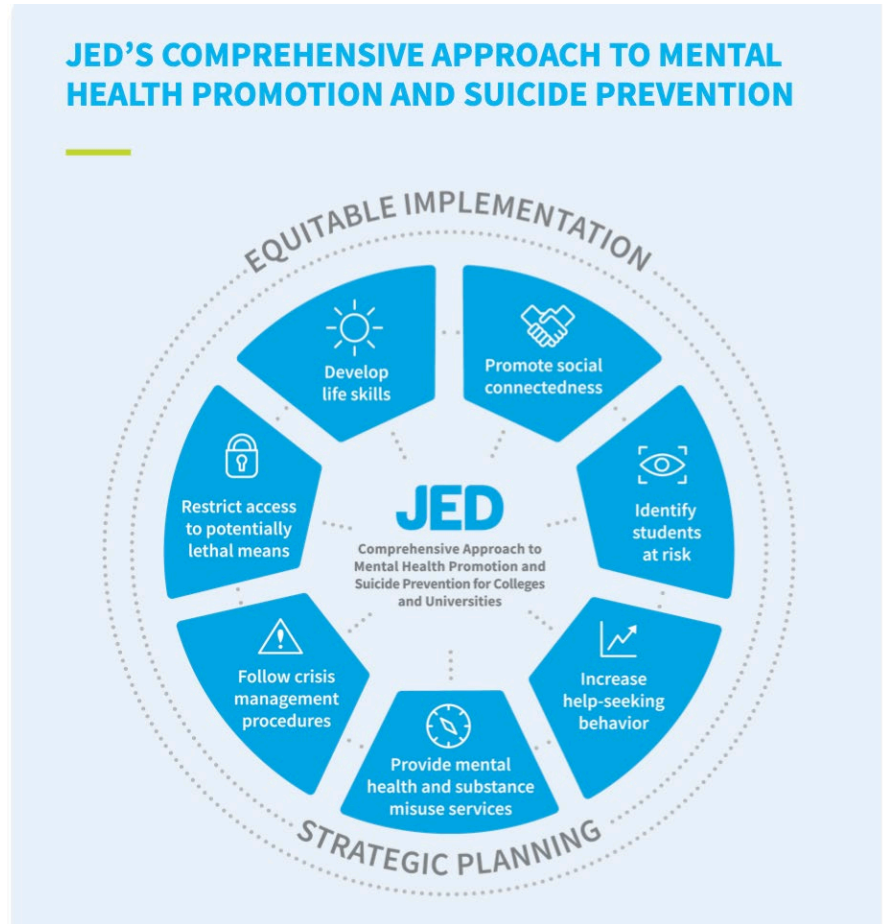 JED’S COMPREHENSIVE APPROACH TO MENTAL
HEALTH PROMOTION AND SUICIDE PREVENTION
EQUITABLE IMPLEMENTATION
Develop
life skills
Promote social
connectedness
Restrict access
to potentially
lethal means
Identify
students
at risk
JED
Comprehensive Approach to
Mental Health Promotion and
Suicide Prevention for Colleges
and Universities
Follow crisis
management
procedures
Increase
help-seeking
behavior
Provide mental
health and substance
misuse services
STRATEGIC PLANNING